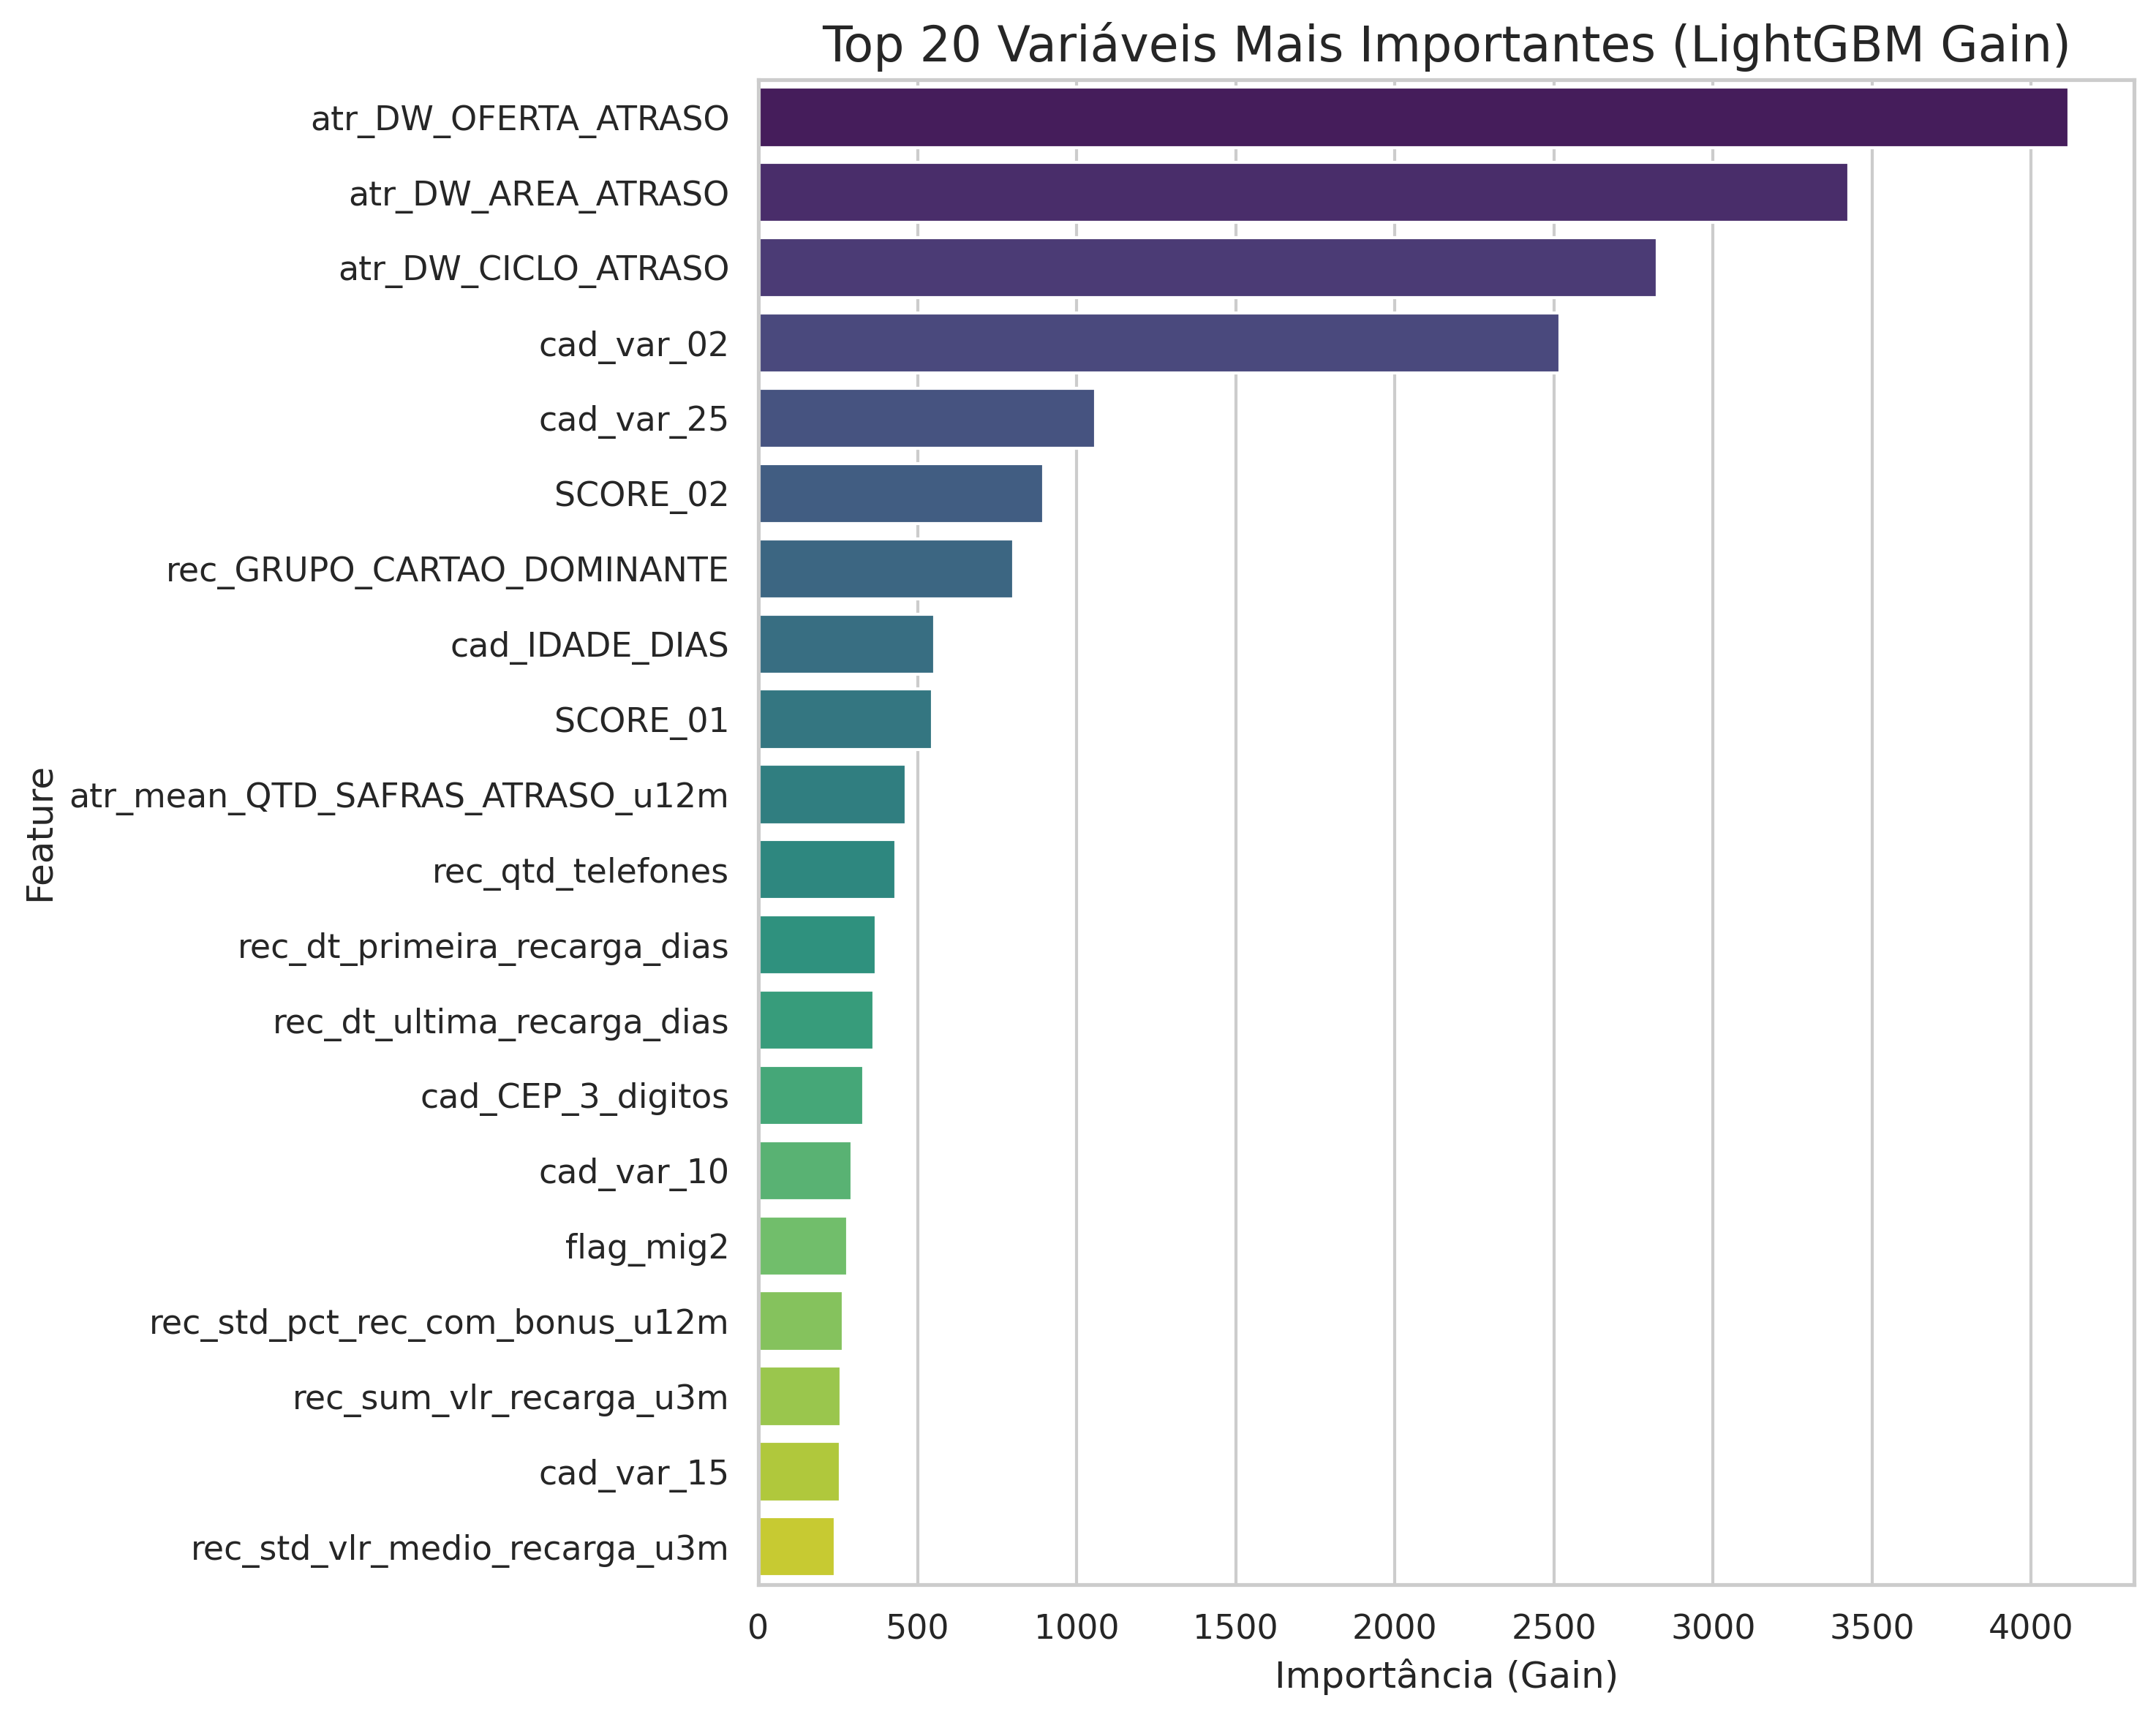 Top 20 Variáveis Mais Importantes (LightGBM Gain)
Feature
atr_DW_OFERTA_ATRASO
atr_DW_AREA_ATRASO
atr_DW_CICLO_ATRASO
cad_var_02
cad_var_25
SCORE_02
rec_GRUPO_CARTAO_DOMINANTE
cad_IDADE_DIAS
SCORE_01
atr_mean_QTD_SAFRAS_ATRASO_u12m
rec_qtd_telefones
rec_dt_primeira_recarga_dias
rec_dt_ultima_recarga_dias
cad_CEP_3_digitos
cad_var_10
flag_mig2
rec_std_pct_rec_com_bonus_u12m
rec_sum_vlr_recarga_u3m
cad_var_15
rec_std_vlr_medio_recarga_u3m
0 500 1000 1500 2000 2500 3000 3500 4000
Importância (Gain)